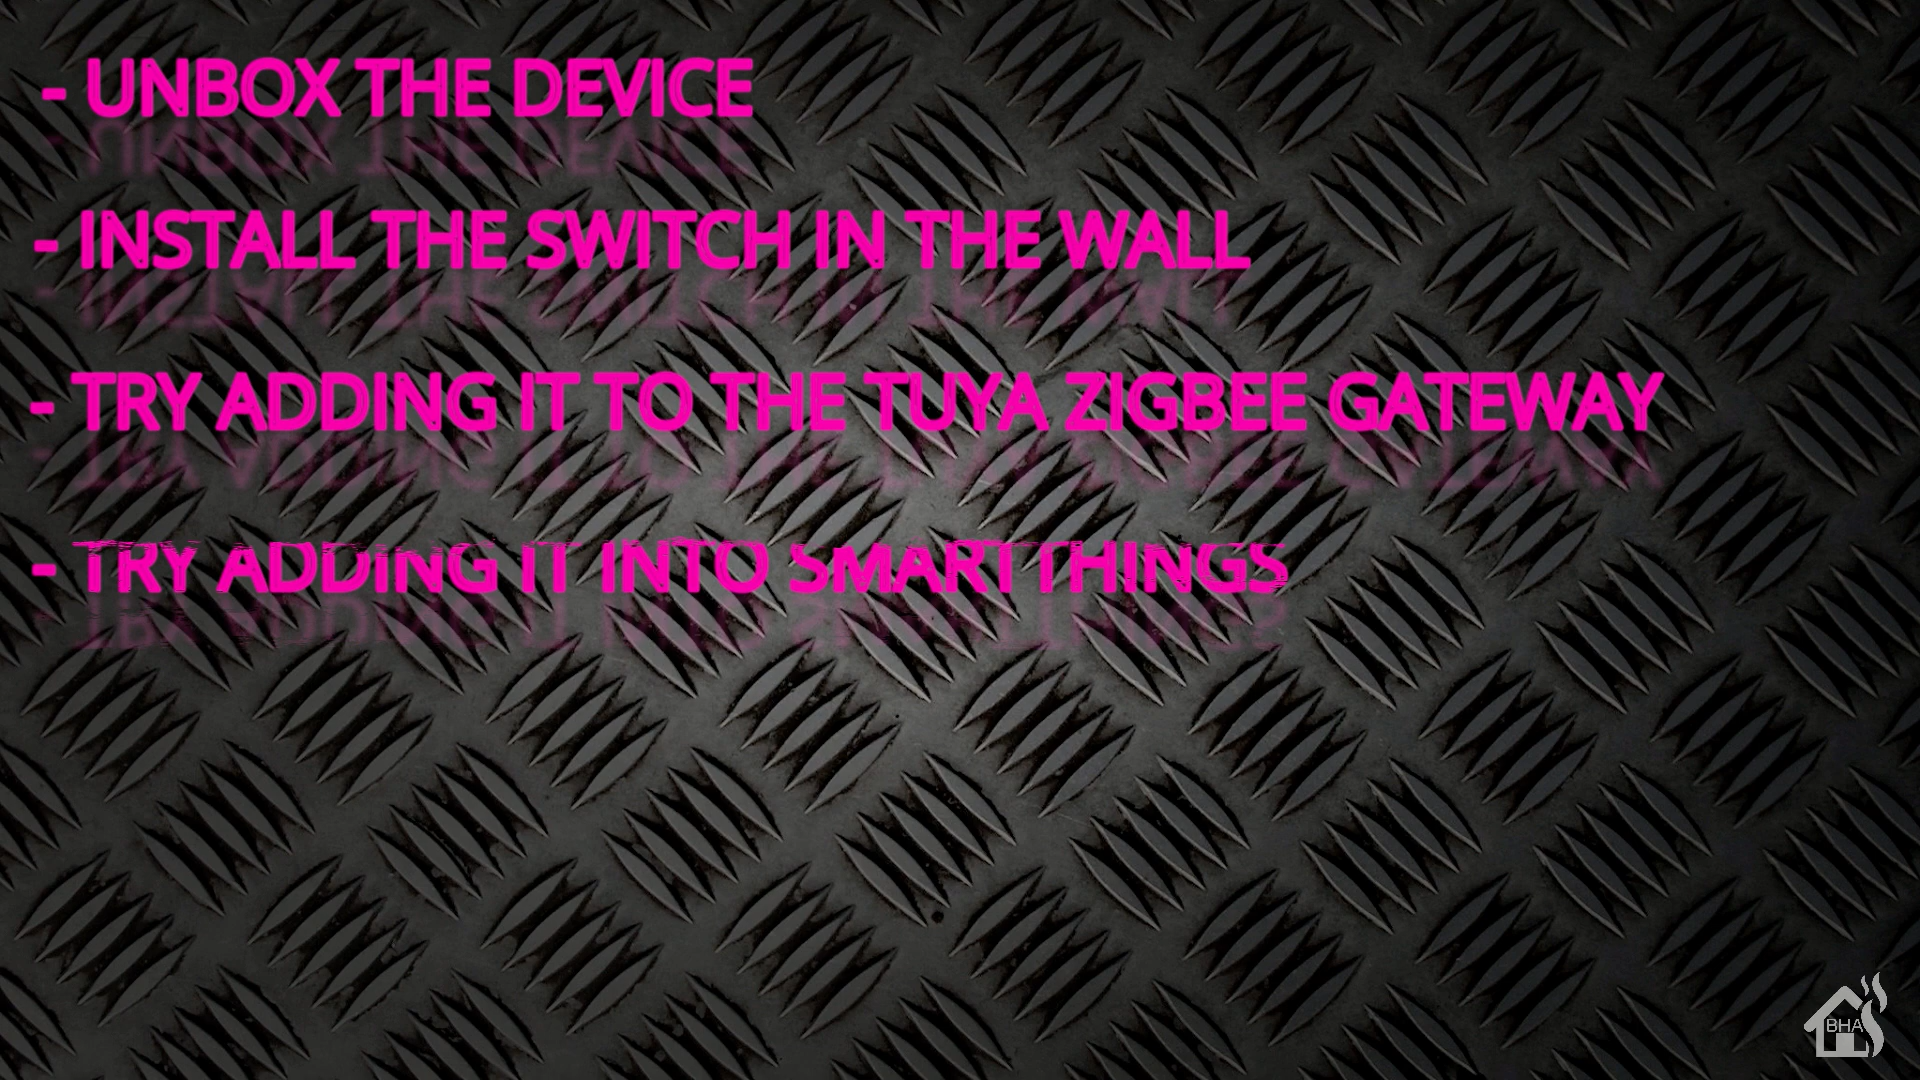 - UNBOX THE DEVICE
- INSTALL THE SWITCH IN THE WALL
- TRY ADDING IT TO THE TUYA ZIGBEE GATEWAY
- TRY ADDING IT INTO SMARTTHINGS
BHA